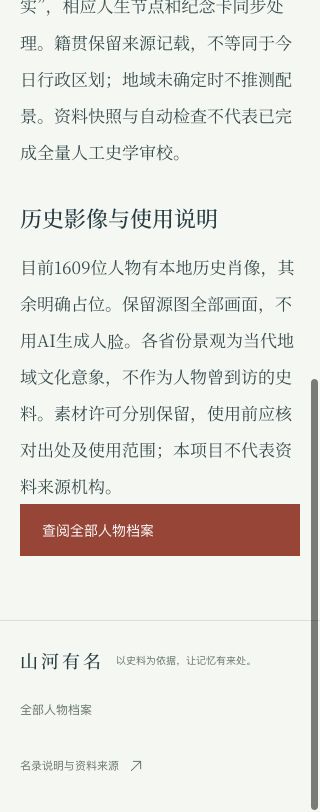 实”，相应人生节点和纪念卡同步处
理。籍贯保留来源记载，不等同于今
日行政区划；地域未确定时不推测配
景。资料快照与自动检查不代表已完
成全量人工史学审校。
历史影像与使用说明
目前1609位人物有本地历史肖像，其
余明确占位。保留源图全部画面，不
用AI生成人脸。各省份景观为当代地
域文化意象，不作为人物曾到访的史
料。素材许可分别保留，使用前应核
对出处及使用范围；本项目不代表资
料来源机构。
查阅全部人物档案
山河有名 以史料为依据，让记忆有来处。
全部人物档案
名录说明与资料来源